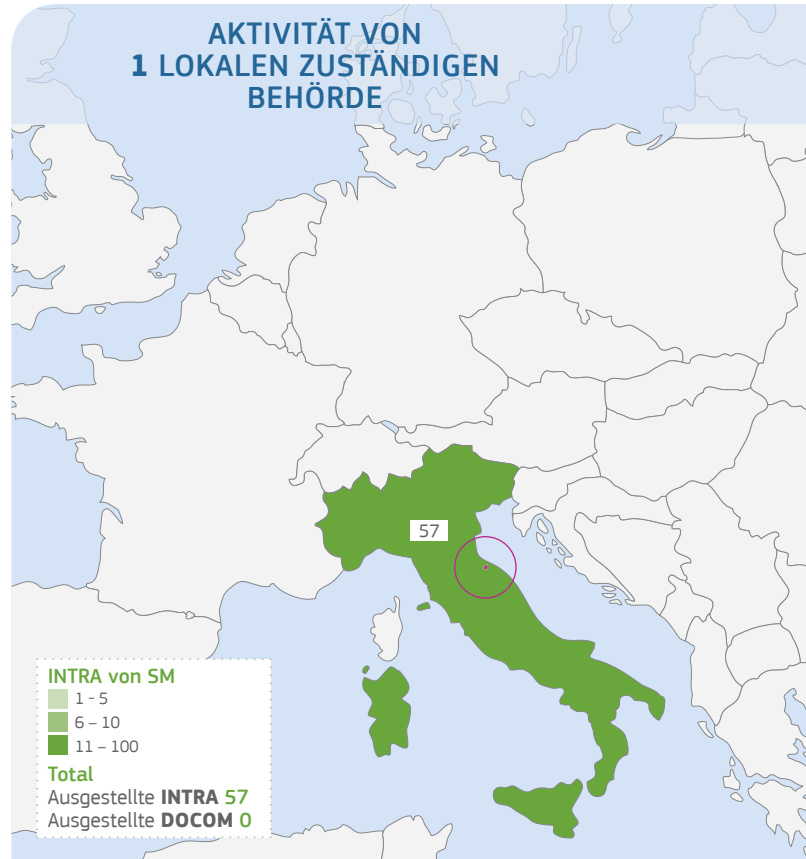 AKTIVITÄT VON
1 LOKALEN ZUSTÄNDIGEN
BEHÖRDE
57
INTRA von SM
1 - 5
6 – 10
11 – 100
Total
Ausgestellte INTRA 57
Ausgestellte DOCOM 0